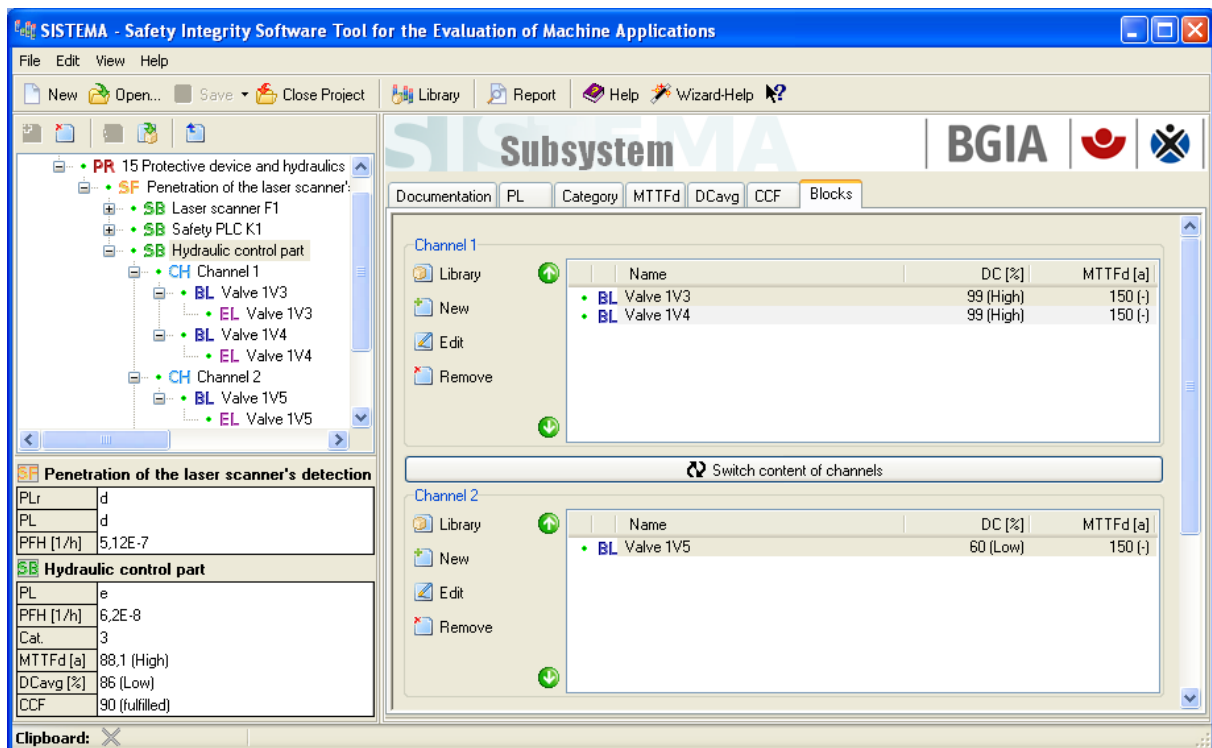 SISTEMA - Safety Integrity Software Tool for the Evaluation of Machine Applications
File Edit View Help
New Open... Save Close Project Library Report Help Wizard-Help
PR 15 Protective device and hydraulics
SF Penetration of the laser scanner's
SB Laser scanner F1
SB Safety PLC K1
SB Hydraulic control part
CH Channel 1
BL Valve 1V3
EL Valve 1V3
BL Valve 1V4
EL Valve 1V4
CH Channel 2
BL Valve 1V5
EL Valve 1V5
SF Penetration of the laser scanner's detection
PLr d
PL d
PFH [1/h] 5,12E-7
SB Hydraulic control part
PL e
PFH [1/h] 6,2E-8
Cat. 3
MTTFd [a] 88,1 (High)
DCavg [%] 86 (Low)
CCF 90 (fulfilled)
Clipboard:
SISTEMA
Subsystem
BGIA
Documentation PL Category MTTFd DCavg CCF Blocks
Channel 1
Library
New
Edit
Remove
Name DC [%] MTTFd [a]
BL Valve 1V3 99 (High) 150 (-)
BL Valve 1V4 99 (High) 150 (-)
Switch content of channels
Channel 2
Library
New
Edit
Remove
Name DC [%] MTTFd [a]
BL Valve 1V5 60 (Low) 150 (-)